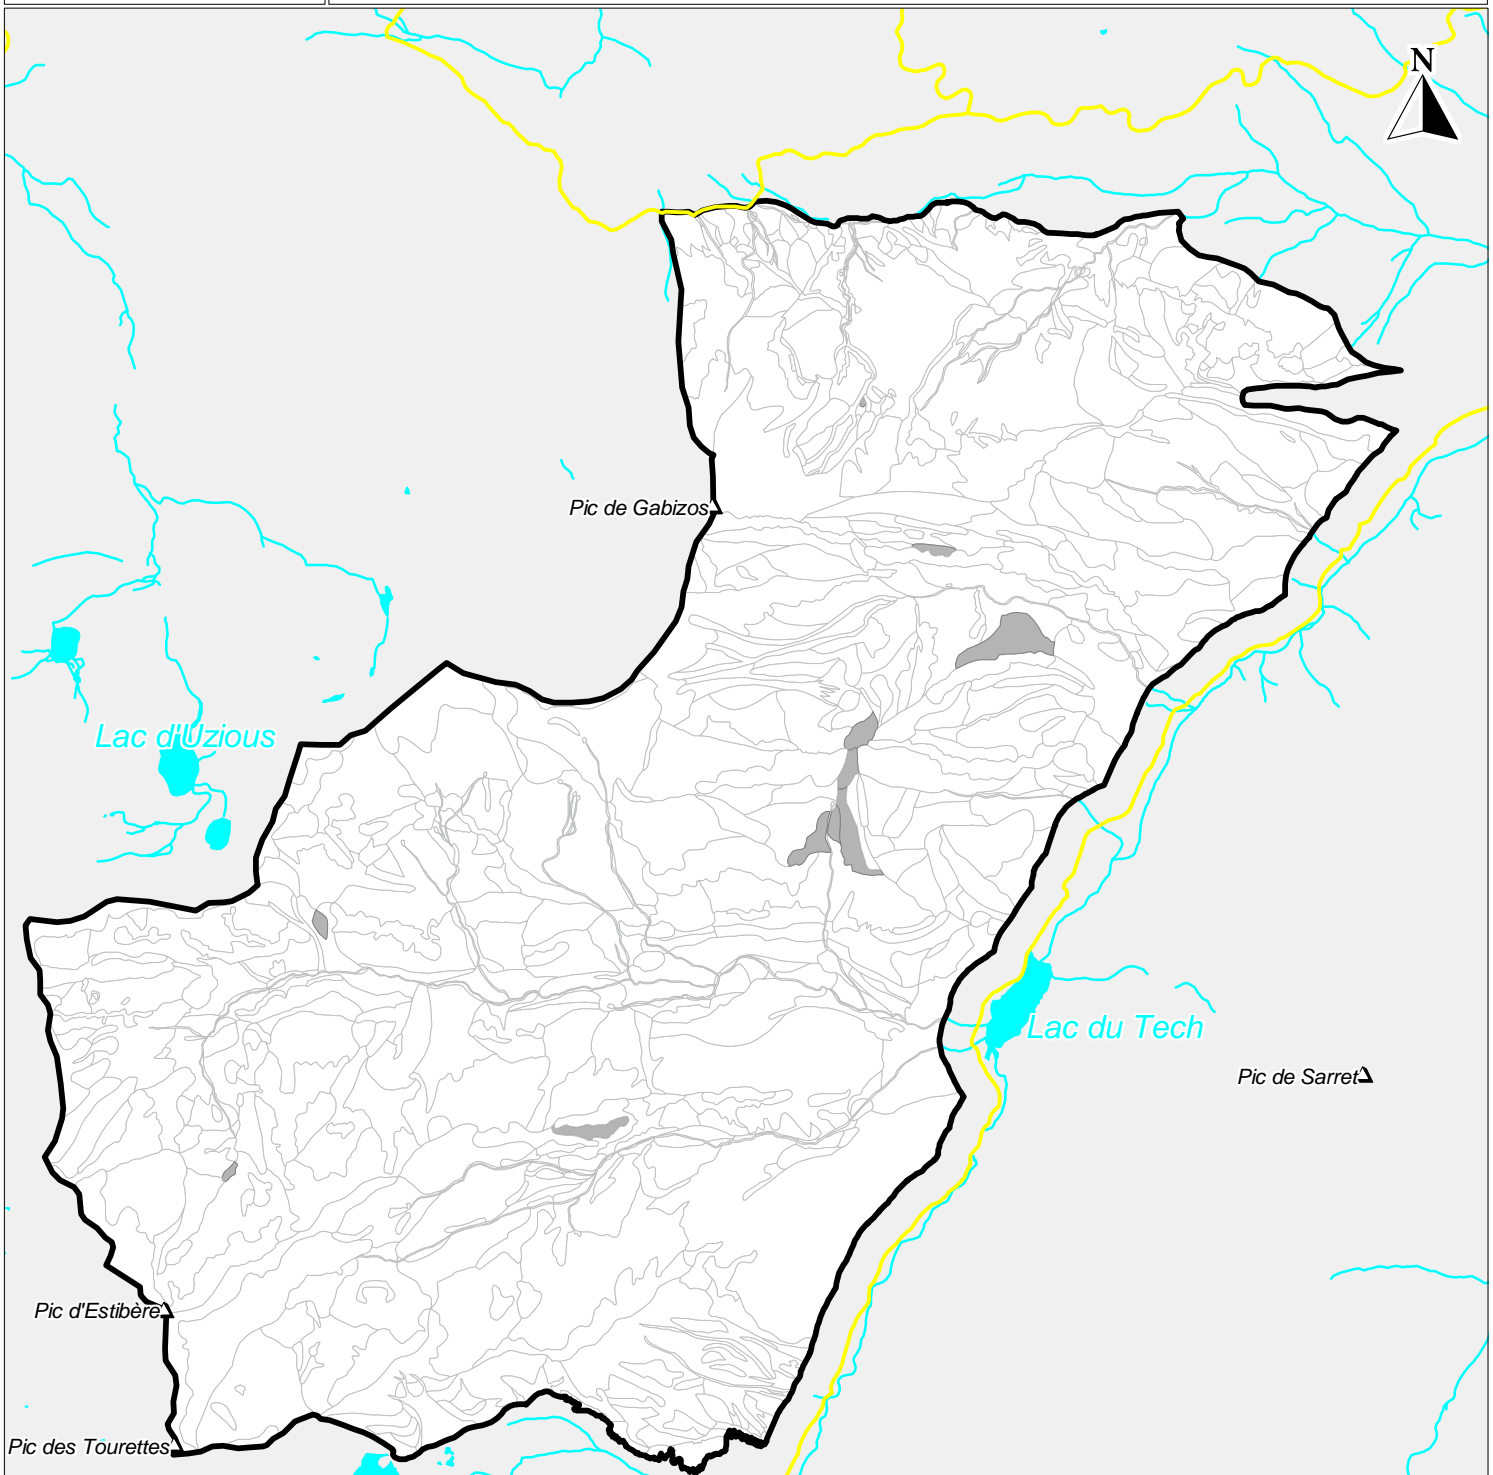 N
Pic de Gabizos
Lac d'Uzious
Lac du Tech
Pic de Sarret
Pic d'Estibère
Pic des Tourettes